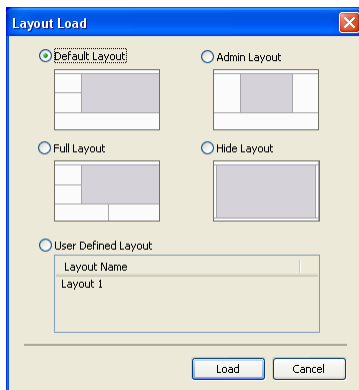 Layout Load
Default Layout
Admin Layout
Full Layout
Hide Layout
User Defined Layout
Layout Name
Layout 1
Load
Cancel